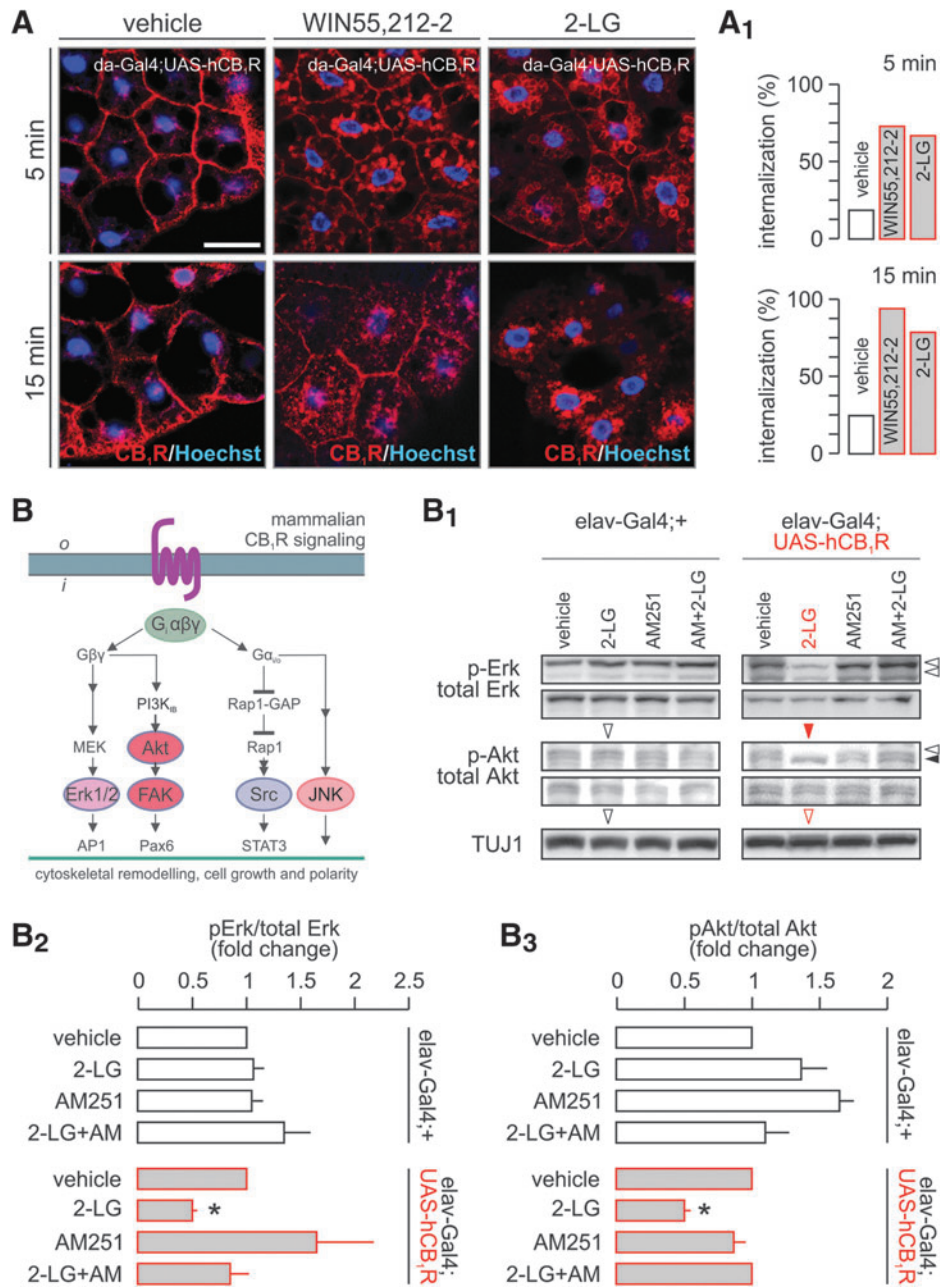 A
vehicle
WIN55,212-2
2-LG
5 min
15 min
da-Gal4;UAS-hCB₁R
da-Gal4;UAS-hCB₁R
da-Gal4;UAS-hCB₁R
CB₁R/Hoechst
CB₁R/Hoechst
CB₁R/Hoechst
A₁
5 min
internalization (%)
100
50
0
vehicle
WIN55,212-2
2-LG
15 min
internalization (%)
100
50
0
vehicle
WIN55,212-2
2-LG
B
mammalian
CB₁R signaling
o
i
Gᵢ αβγ
Gβγ
Gαᵢ/ₒ
PI3K_IB
Rap1-GAP
MEK
Akt
Rap1
Erk1/2
FAK
Src
JNK
AP1
Pax6
STAT3
cytoskeletal remodelling, cell growth and polarity
B₁
elav-Gal4;+
elav-Gal4;
UAS-hCB₁R
vehicle
2-LG
AM251
AM+2-LG
vehicle
2-LG
AM251
AM+2-LG
p-Erk
total Erk
p-Akt
total Akt
TUJ1
B₂
pErk/total Erk
(fold change)
0 0.5 1 1.5 2 2.5
vehicle
2-LG
AM251
2-LG+AM
elav-Gal4;+
vehicle
2-LG *
AM251
2-LG+AM
elav-Gal4;
UAS-hCB₁R
B₃
pAkt/total Akt
(fold change)
0 0.5 1 1.5 2
vehicle
2-LG
AM251
2-LG+AM
elav-Gal4;+
vehicle
2-LG *
AM251
2-LG+AM
elav-Gal4;
UAS-hCB₁R